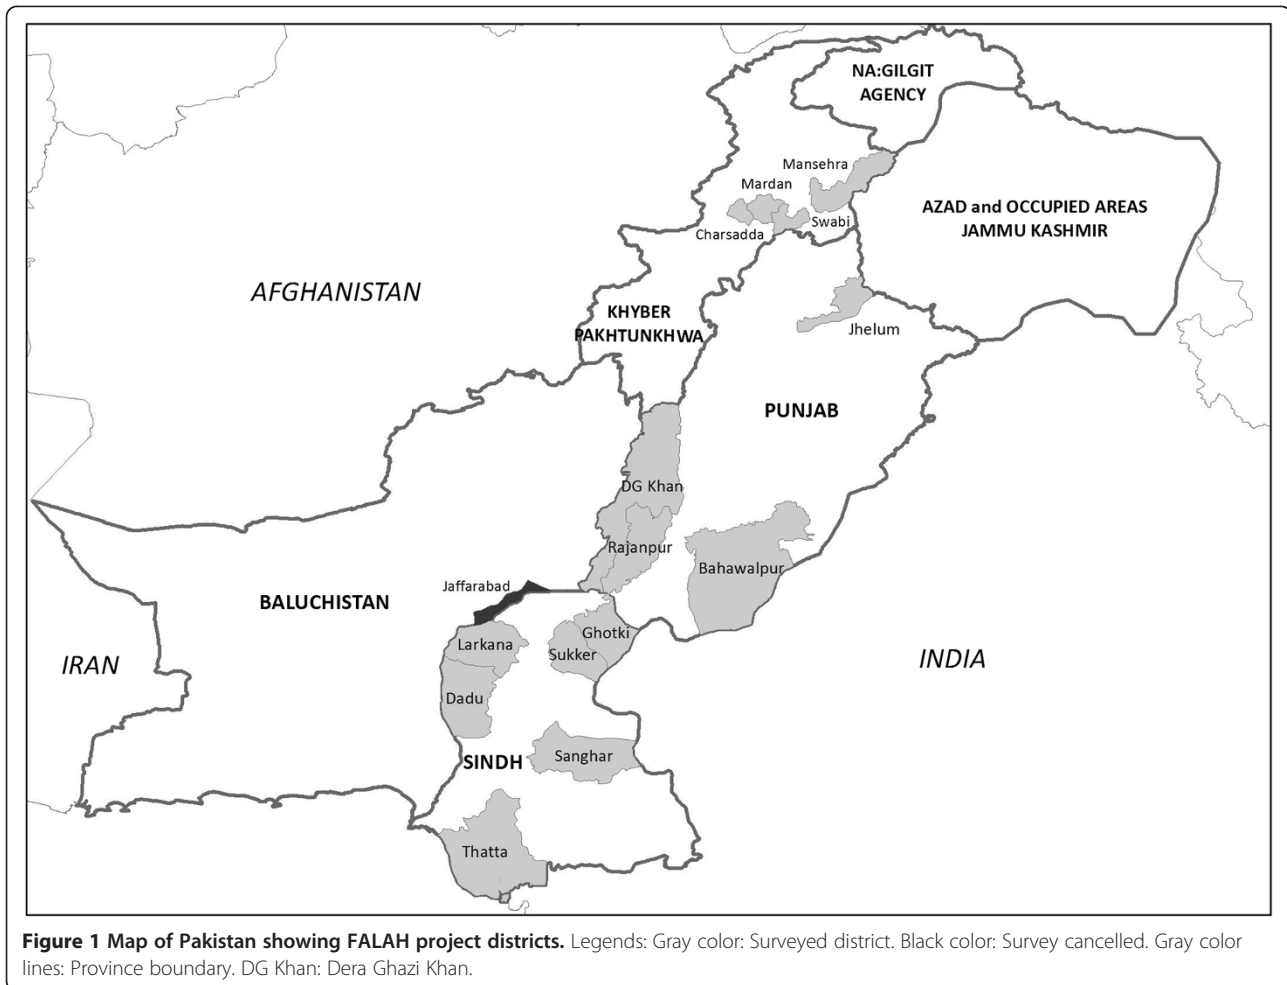 NA:GILGIT
AGENCY
Mansehra
Mardan
Swabi
Charsadda
AZAD and OCCUPIED AREAS
JAMMU KASHMIR
AFGHANISTAN
KHYBER
PAKHTUNKHWA
Jhelum
PUNJAB
DG Khan
Rajanpur
Bahawalpur
Jaffarabad
BALUCHISTAN
Ghotki
Larkana
Sukker
IRAN
INDIA
Dadu
Sanghar
SINDH
Thatta
Figure 1 Map of Pakistan showing FALAH project districts. Legends: Gray color: Surveyed district. Black color: Survey cancelled. Gray color
lines: Province boundary. DG Khan: Dera Ghazi Khan.